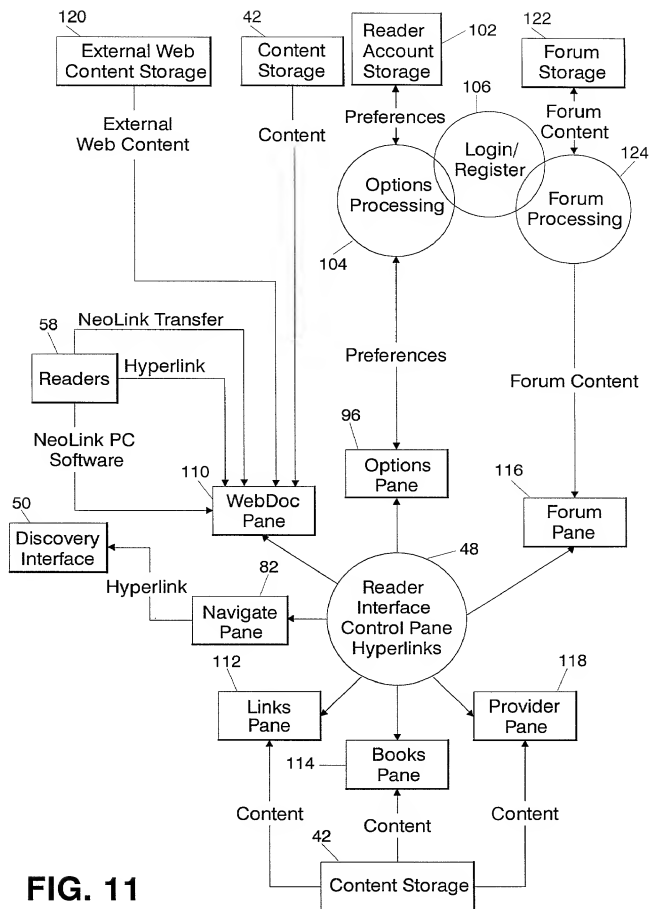 120
External Web
Content Storage
42
Content
Storage
Reader
Account
Storage
102
122
Forum
Storage
106
External
Web Content
Content
Preferences
Login/
Register
Forum
Content
124
Options
Processing
Forum
Processing
104
58
NeoLink Transfer
Readers
Hyperlink
Preferences
Forum Content
NeoLink PC
Software
96
110
WebDoc
Pane
Options
Pane
116
Forum
Pane
50
Discovery
Interface
48
Hyperlink
82
Navigate
Pane
Reader
Interface
Control Pane
Hyperlinks
112
Links
Pane
118
Provider
Pane
114
Books
Pane
Content
Content
Content
42
Content Storage
FIG. 11